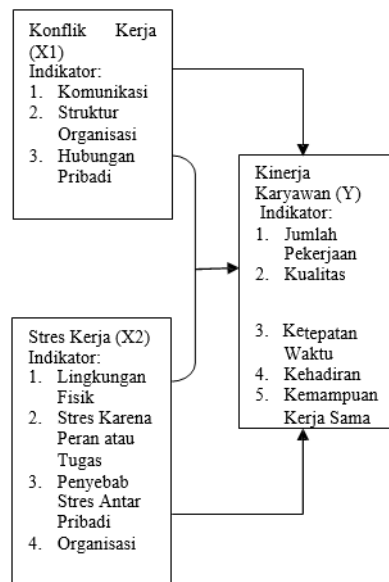 Konflik Kerja
(X1)
Indikator:
1. Komunikasi
2. Struktur
Organisasi
3. Hubungan
Pribadi
Kinerja
Karyawan (Y)
Indikator:
1. Jumlah
Pekerjaan
2. Kualitas
3. Ketepatan
Waktu
4. Kehadiran
5. Kemampuan
Kerja Sama
Stres Kerja (X2)
Indikator:
1. Lingkungan
Fisik
2. Stres Karena
Peran atau
Tugas
3. Penyebab
Stres Antar
Pribadi
4. Organisasi